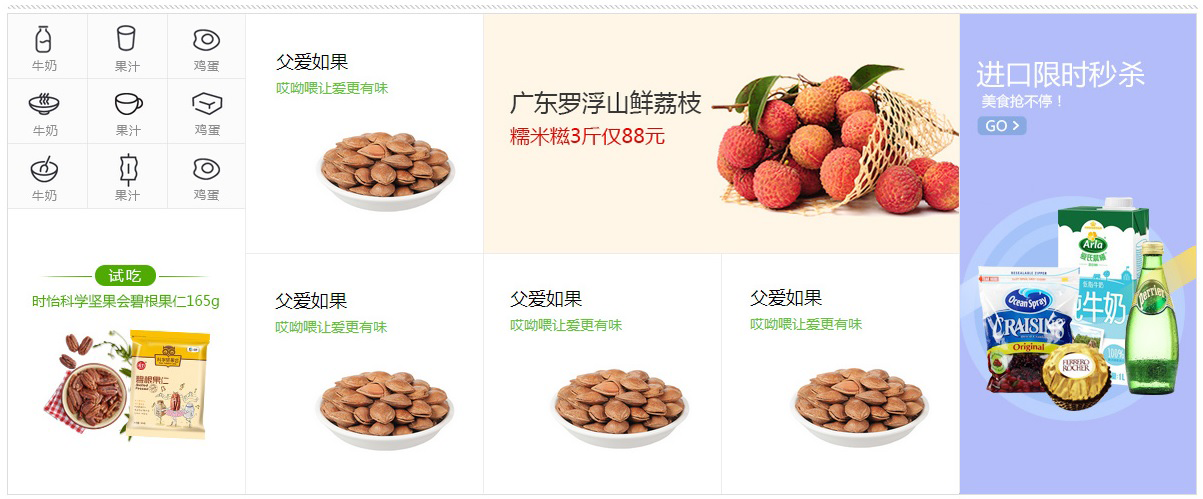 牛奶
果汁
鸡蛋
牛奶
果汁
鸡蛋
牛奶
果汁
鸡蛋
试吃
时怡科学坚果会碧根果仁165g
碧根果仁
父爱如果
哎呦喂让爱更有味
广东罗浮山鲜荔枝
糯米糍3斤仅88元
父爱如果
哎呦喂让爱更有味
父爱如果
哎呦喂让爱更有味
父爱如果
哎呦喂让爱更有味
进口限时秒杀
美食抢不停！
GO >
Arla
牛奶
100%
Ocean Spray
CRAISINS
Original
FERRERO
ROCHER
Perrier